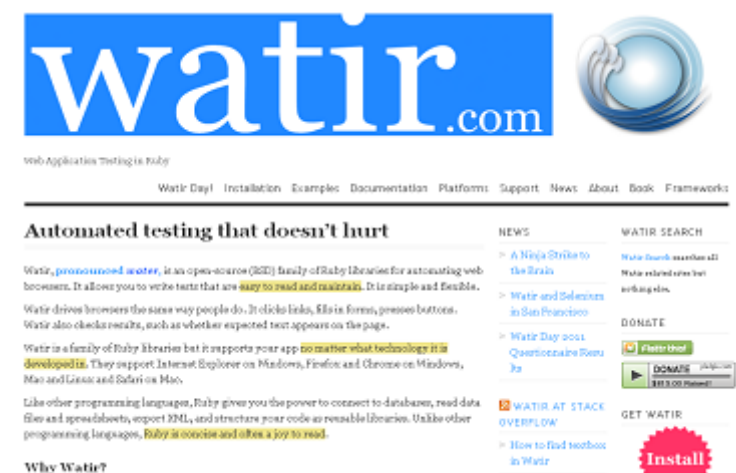 watir.com
Web Application Testing in Ruby
Watir Day! Installation Examples Documentation Platforms Support News About Book Frameworks
Automated testing that doesn't hurt
Watir, pronounced water, is an open-source (BSD) family of Ruby libraries for automating web
browsers. It allows you to write tests that are easy to read and maintain. It is simple and flexible.
Watir drives browsers the same way people do. It clicks links, fills in forms, presses buttons.
Watir also checks results, such as whether expected text appears on the page.
Watir is a family of Ruby libraries but it supports your app no matter what technology it is
developed in. They support Internet Explorer on Windows, Firefox and Chrome on Windows,
Mac and Linux and Safari on Mac.
Like other programming languages, Ruby gives you the power to connect to databases, read data
files and spreadsheets, export XML, and structure your code as reusable libraries. Unlike other
programming languages, Ruby is concise and often a joy to read.
Why Watir?
NEWS
» A Ninja Strike to
the Brain
» Watir and Selenium
in San Francisco
» Watir Day 2011
Questionnaire Resu
lts
WATIR AT STACK
OVERFLOW
» How to find textbox
in Watir
WATIR SEARCH
Watir Search searches all
Watir related sites but
nothing else.
DONATE
Flattr this!
DONATE
Raised!
GET WATIR
Install